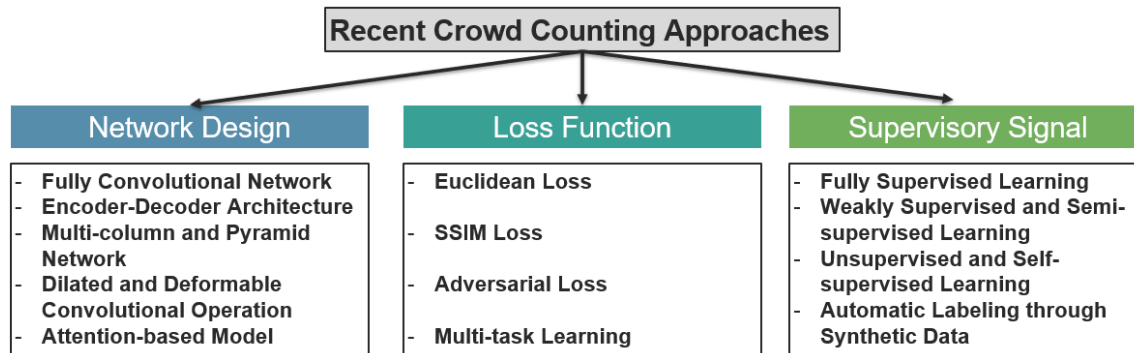 Recent Crowd Counting Approaches
Network Design
- Fully Convolutional Network
- Encoder-Decoder Architecture
- Multi-column and Pyramid
Network
- Dilated and Deformable
Convolutional Operation
- Attention-based Model
Loss Function
- Euclidean Loss
- SSIM Loss
- Adversarial Loss
- Multi-task Learning
Supervisory Signal
- Fully Supervised Learning
- Weakly Supervised and Semi-
supervised Learning
- Unsupervised and Self-
supervised Learning
- Automatic Labeling through
Synthetic Data